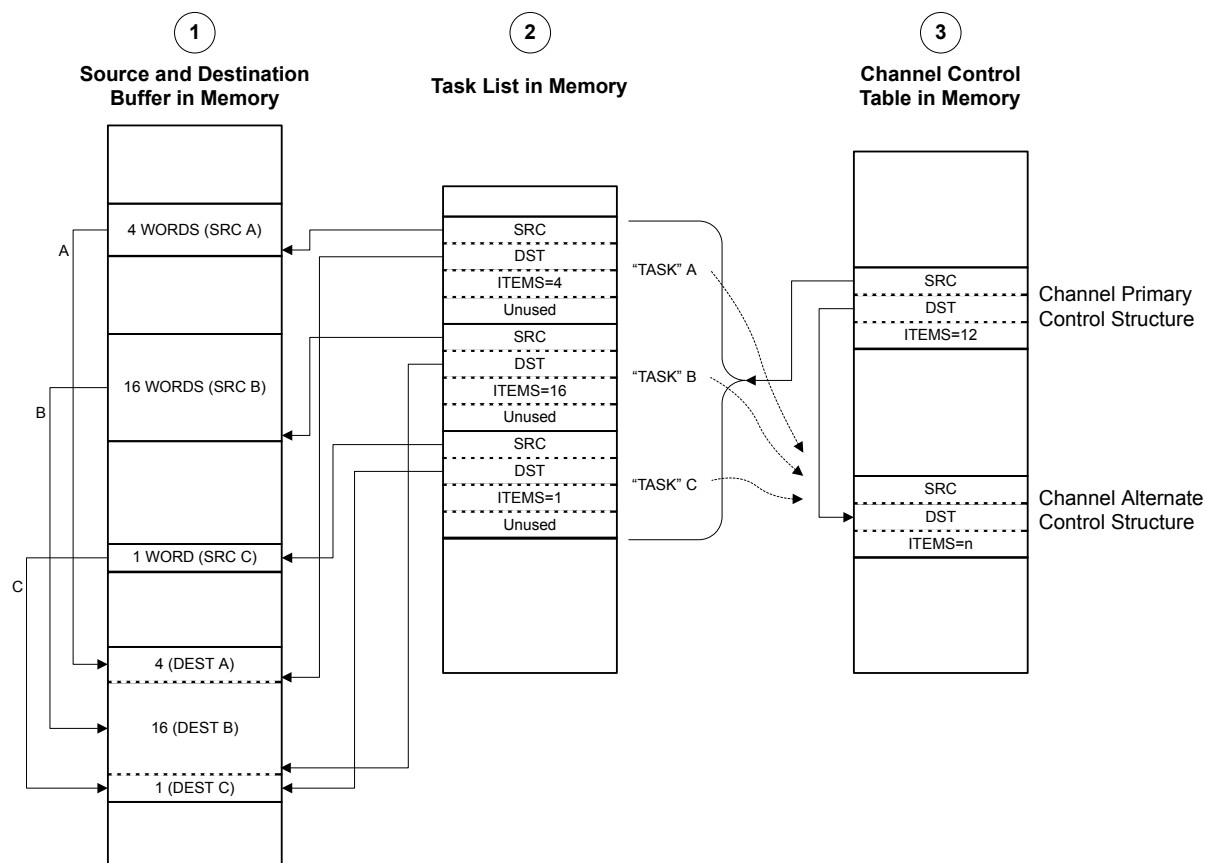 1
Source and Destination
Buffer in Memory
A
4 WORDS (SRC A)
B
16 WORDS (SRC B)
C
1 WORD (SRC C)
4 (DEST A)
16 (DEST B)
1 (DEST C)
2
Task List in Memory
SRC
DST
ITEMS=4
Unused
SRC
DST
ITEMS=16
Unused
SRC
DST
ITEMS=1
Unused
“TASK” A
“TASK” B
“TASK” C
3
Channel Control
Table in Memory
SRC
DST
ITEMS=12
Channel Primary
Control Structure
SRC
DST
ITEMS=n
Channel Alternate
Control Structure